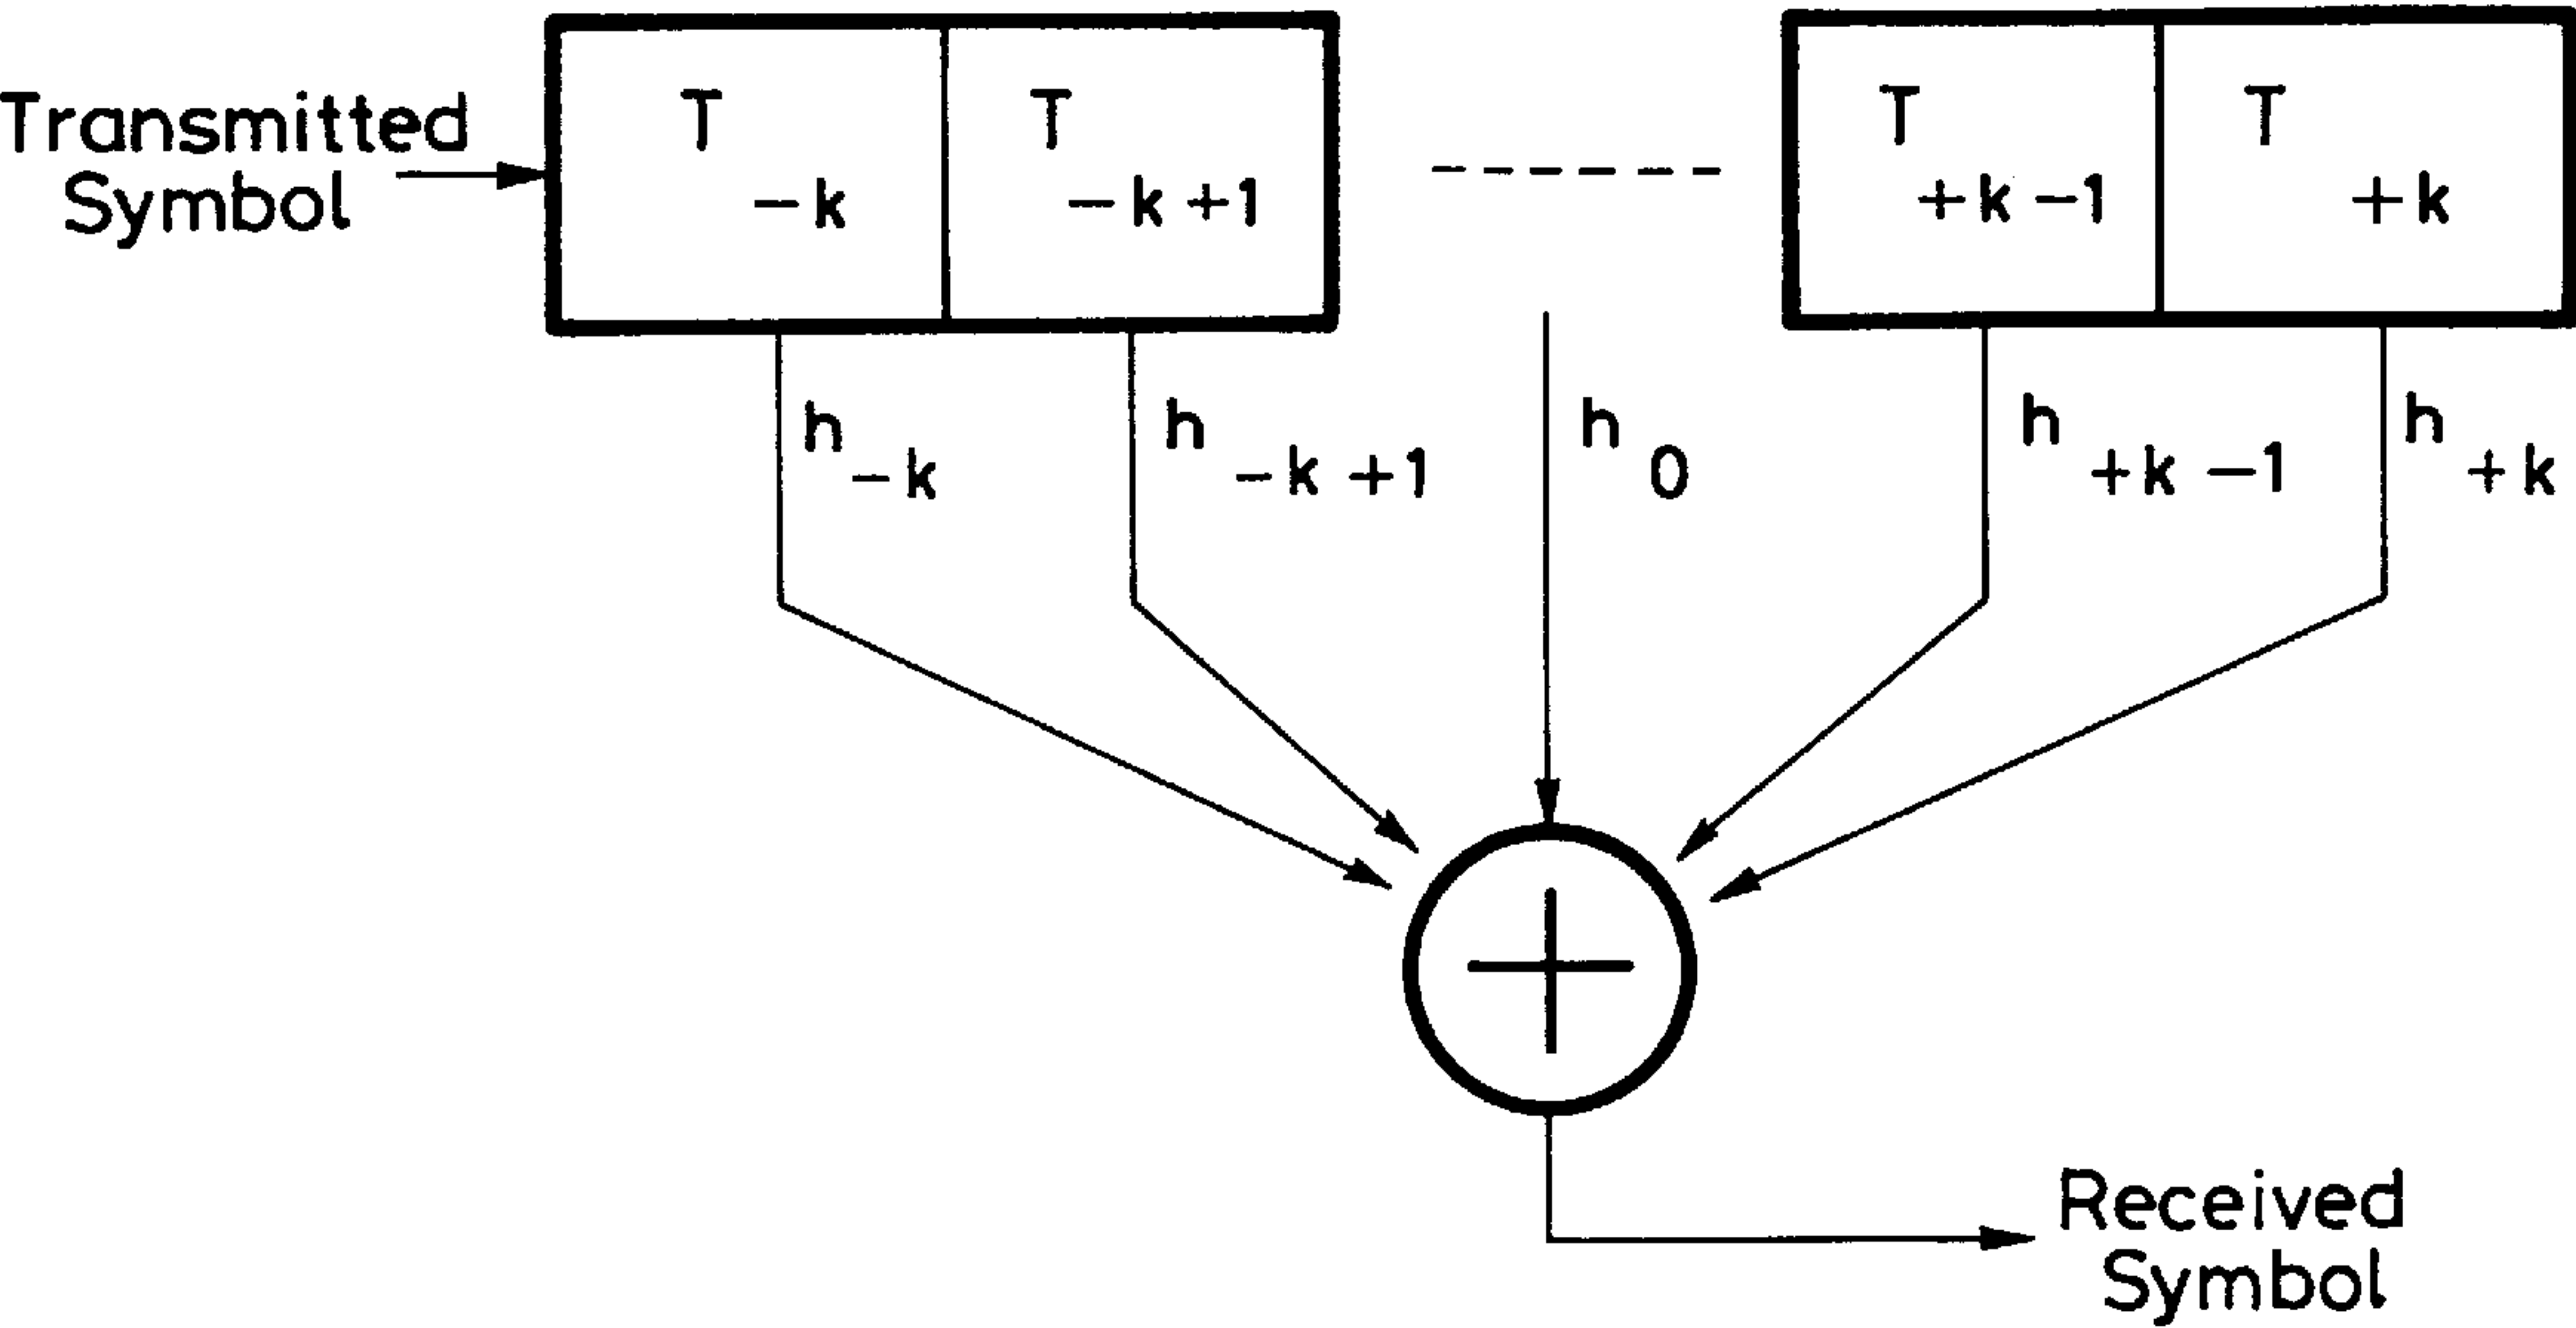 Transmitted
Symbol
T -k
T -k+1
T +k-1
T +k
h -k
h -k+1
h 0
h +k-1
h +k
+
Received
Symbol